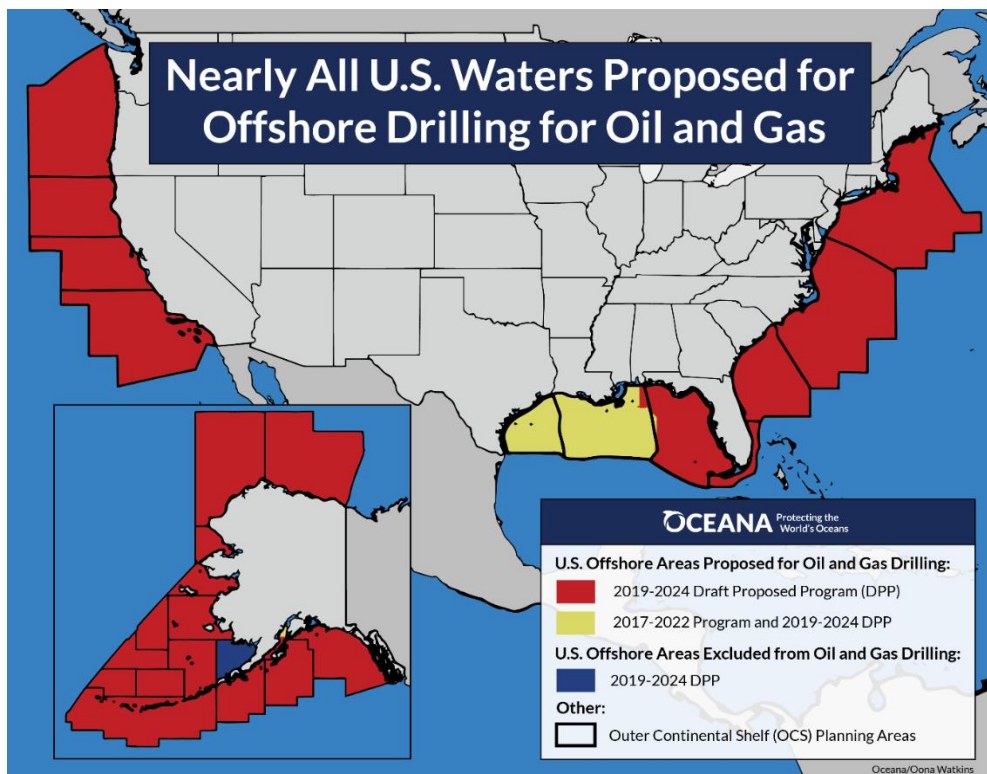 Nearly All U.S. Waters Proposed for
Offshore Drilling for Oil and Gas
OCEANA Protecting the
World's Oceans
U.S. Offshore Areas Proposed for Oil and Gas Drilling:
2019-2024 Draft Proposed Program (DPP)
2017-2022 Program and 2019-2024 DPP
U.S. Offshore Areas Excluded from Oil and Gas Drilling:
2019-2024 DPP
Other:
Outer Continental Shelf (OCS) Planning Areas
Oceana/Oona Watkins